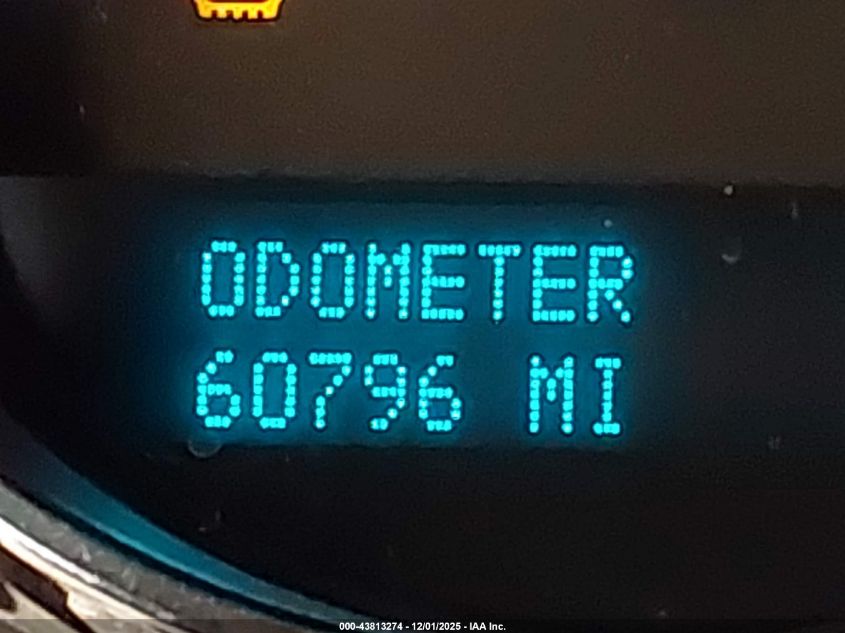 ODOMETER
60796 MI
000-43813274 - 12/01/2025 - IAA Inc.